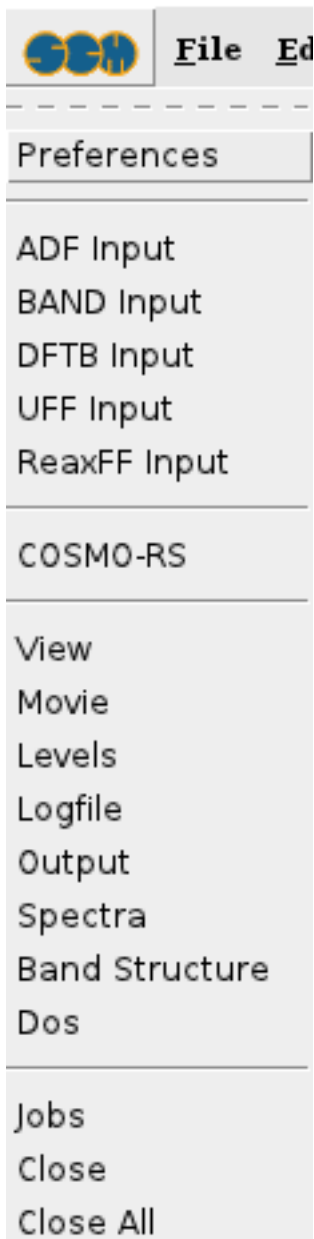 SCM File Ed
Preferences
ADF Input
BAND Input
DFTB Input
UFF Input
ReaxFF Input
COSMO-RS
View
Movie
Levels
Logfile
Output
Spectra
Band Structure
Dos
Jobs
Close
Close All